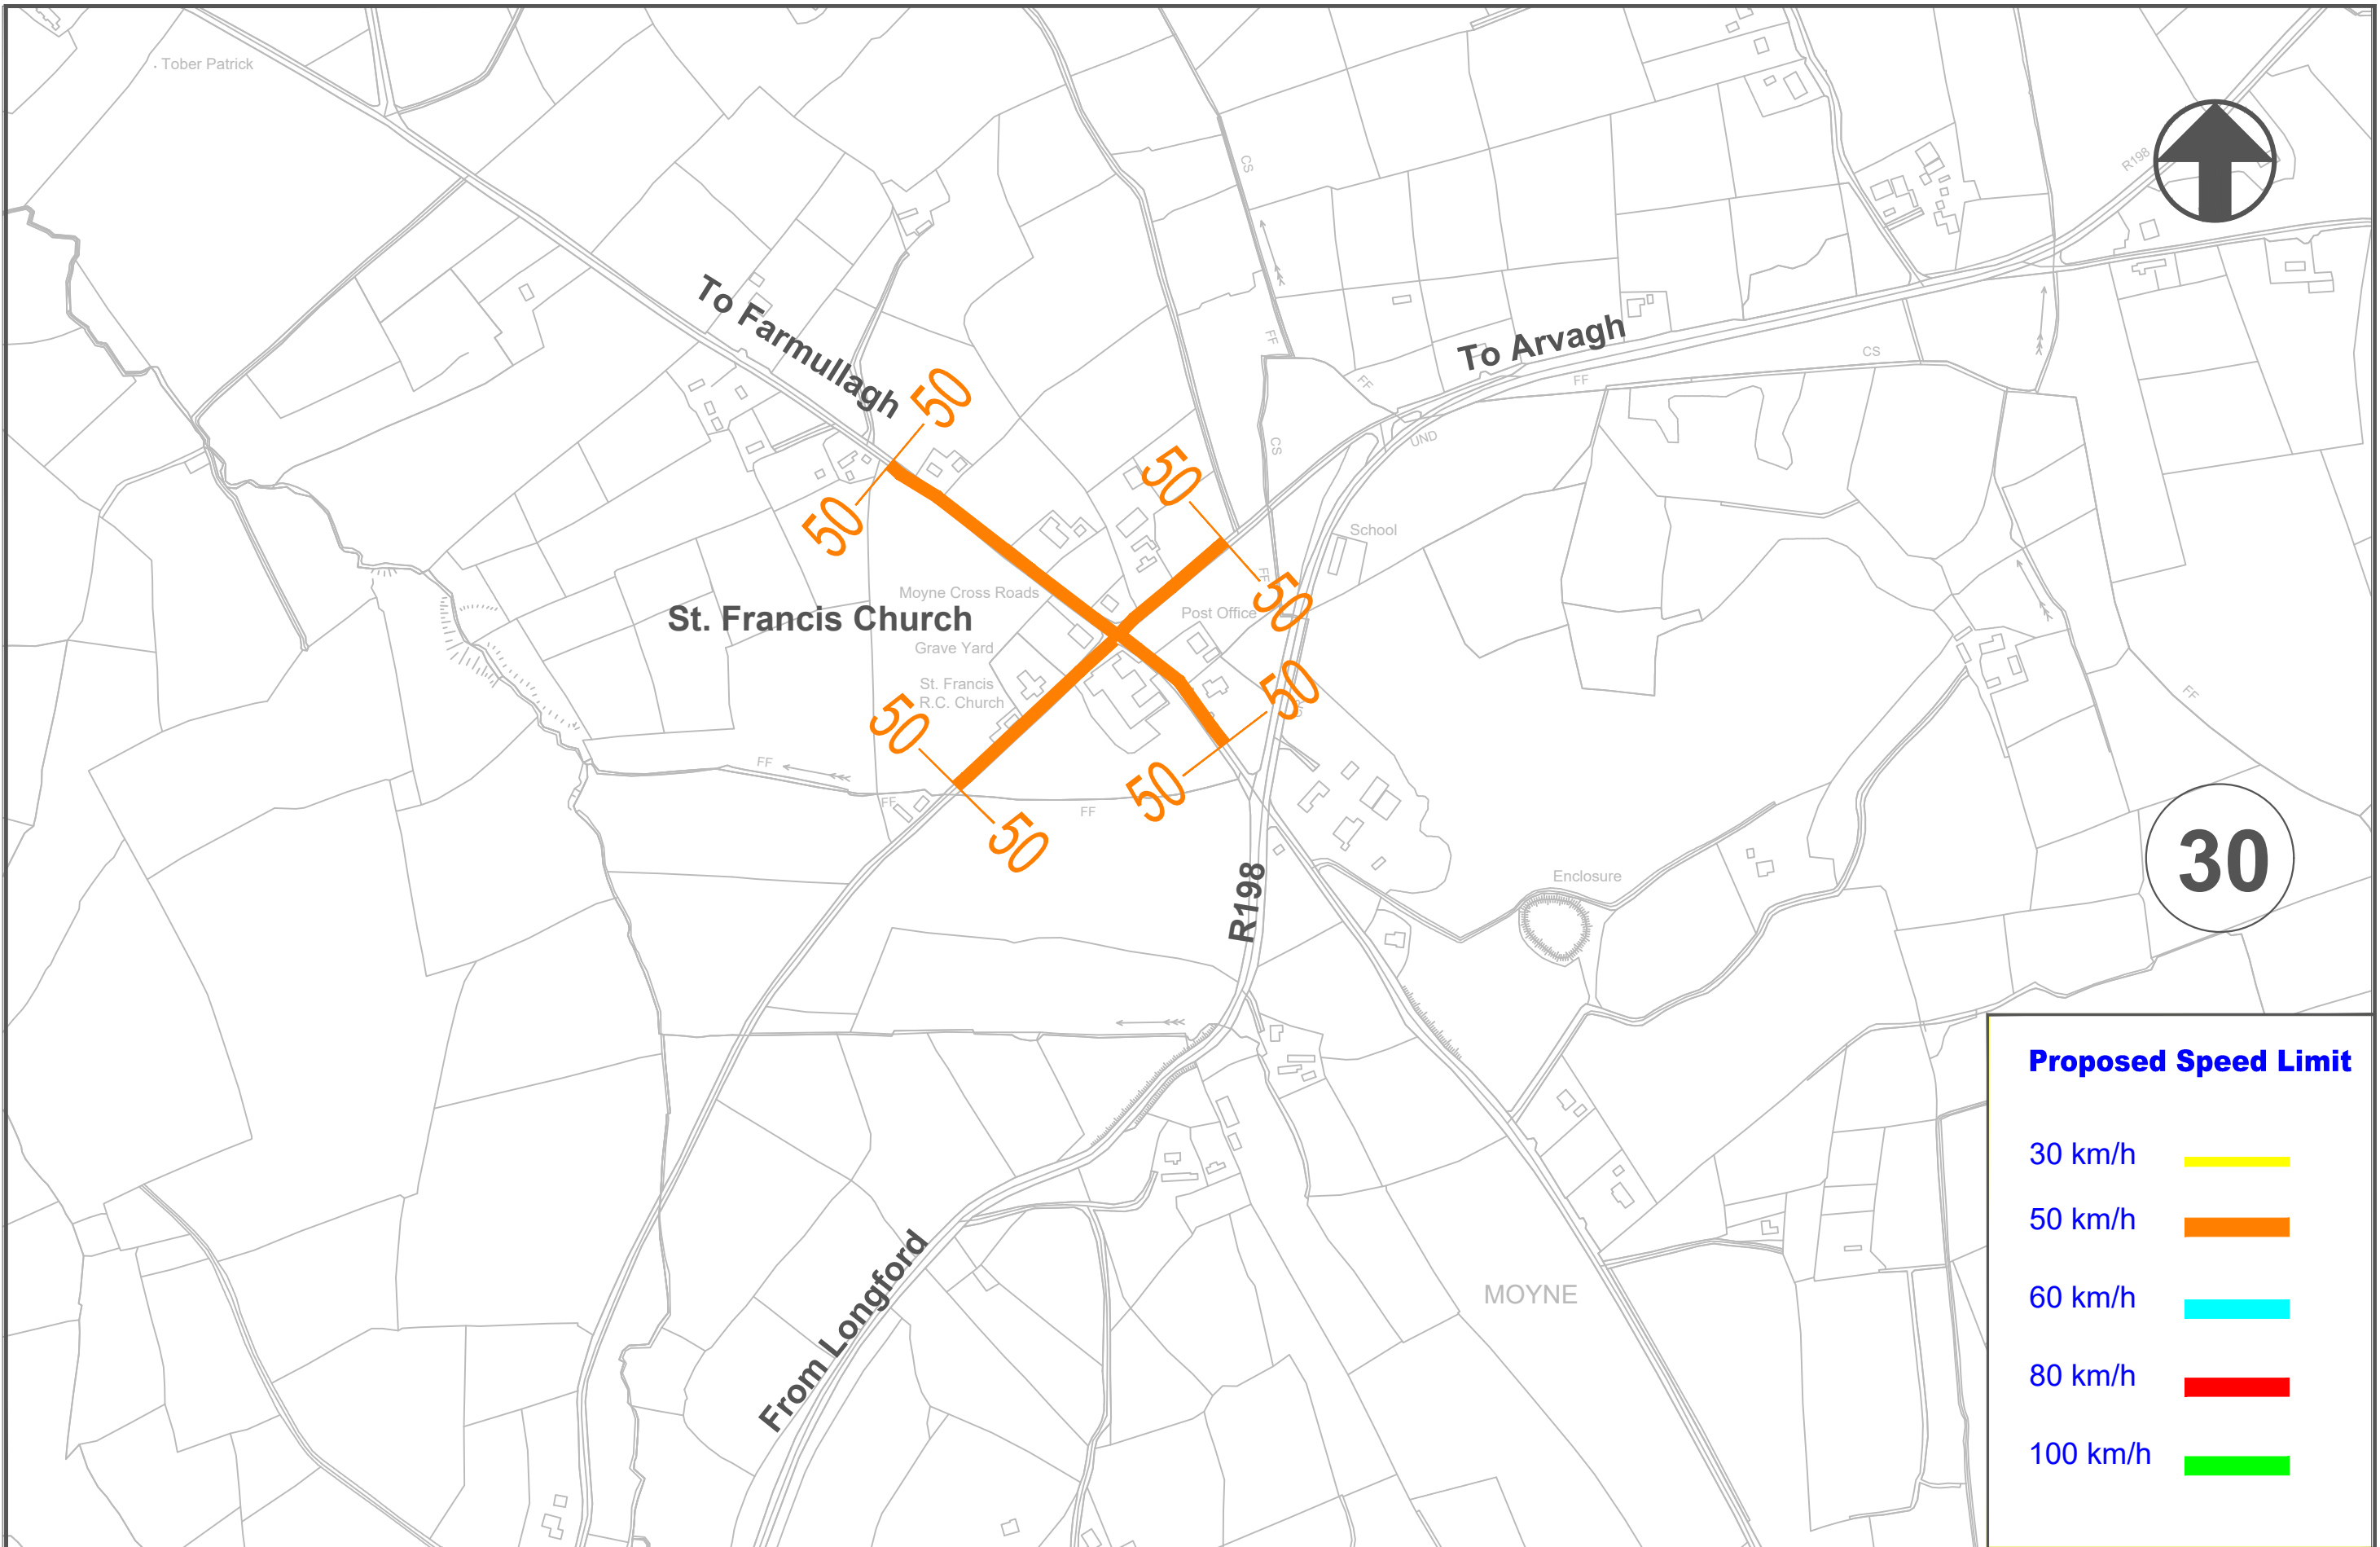 Tober Patrick
CS
R198
To Farmullagh
50
50
FF
To Arvagh
FF
FF
CS
UND
CS
50
50
School
FF
Moyne Cross Roads
Post Office
St. Francis Church
Grave Yard
St. Francis
R.C. Church
50
50
50
50
FF
FF
FF
FF
30
R198
Enclosure
From Longford
MOYNE
Proposed Speed Limit
30 km/h
50 km/h
60 km/h
80 km/h
100 km/h